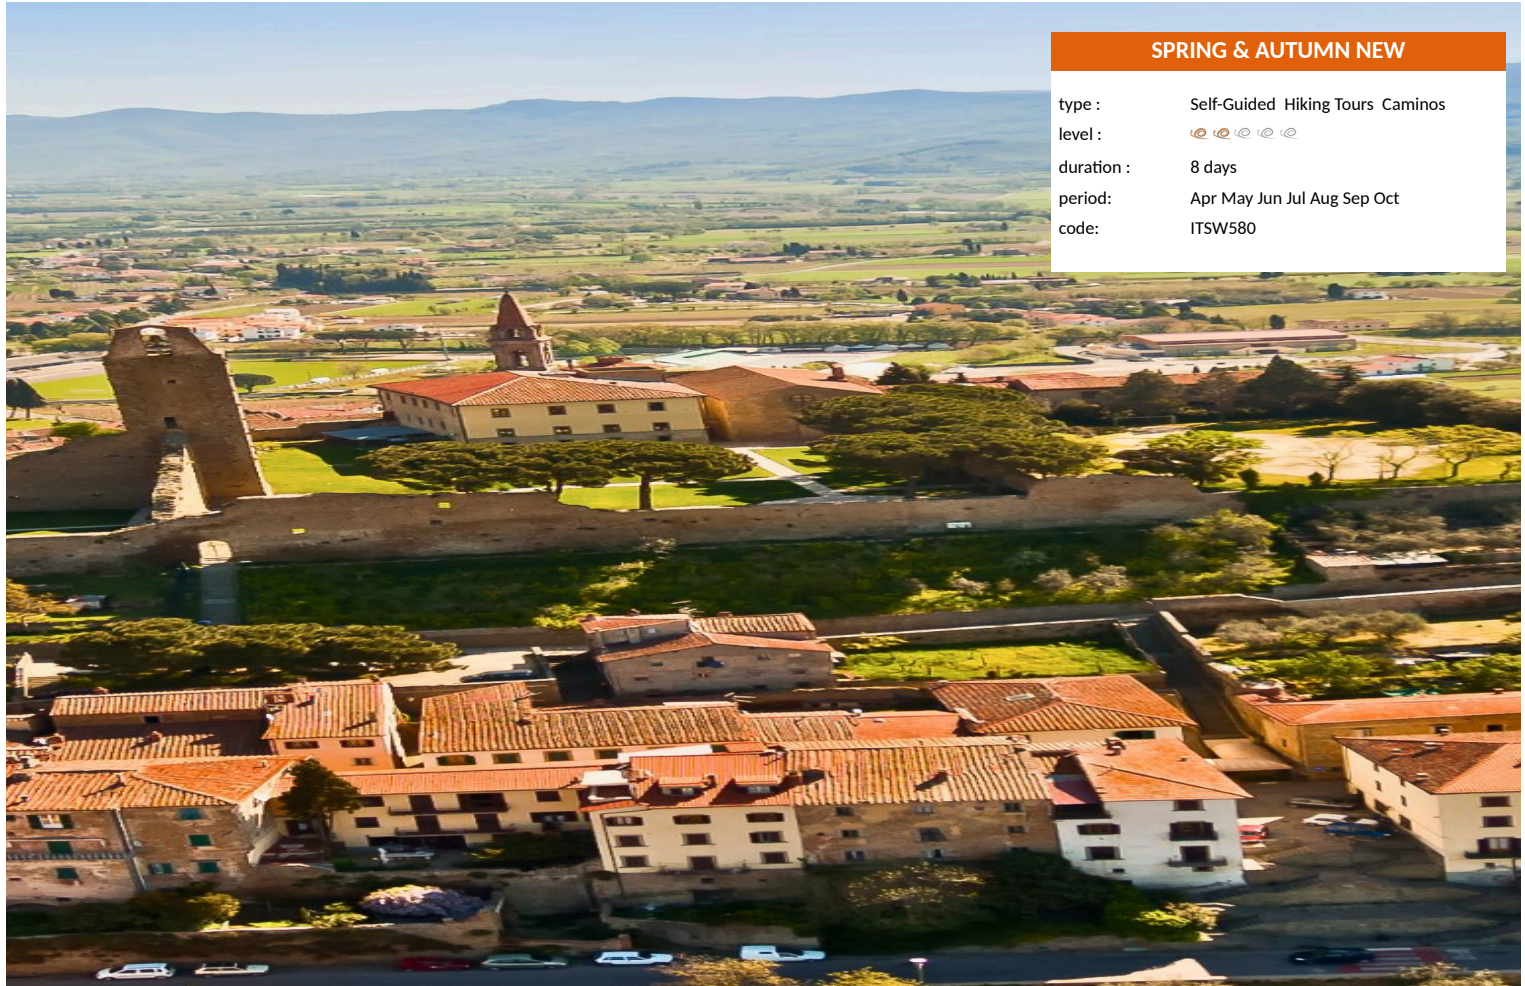 SPRING & AUTUMN NEW
type : Self-Guided Hiking Tours Caminos
level :
duration : 8 days
period: Apr May Jun Jul Aug Sep Oct
code: ITSW580